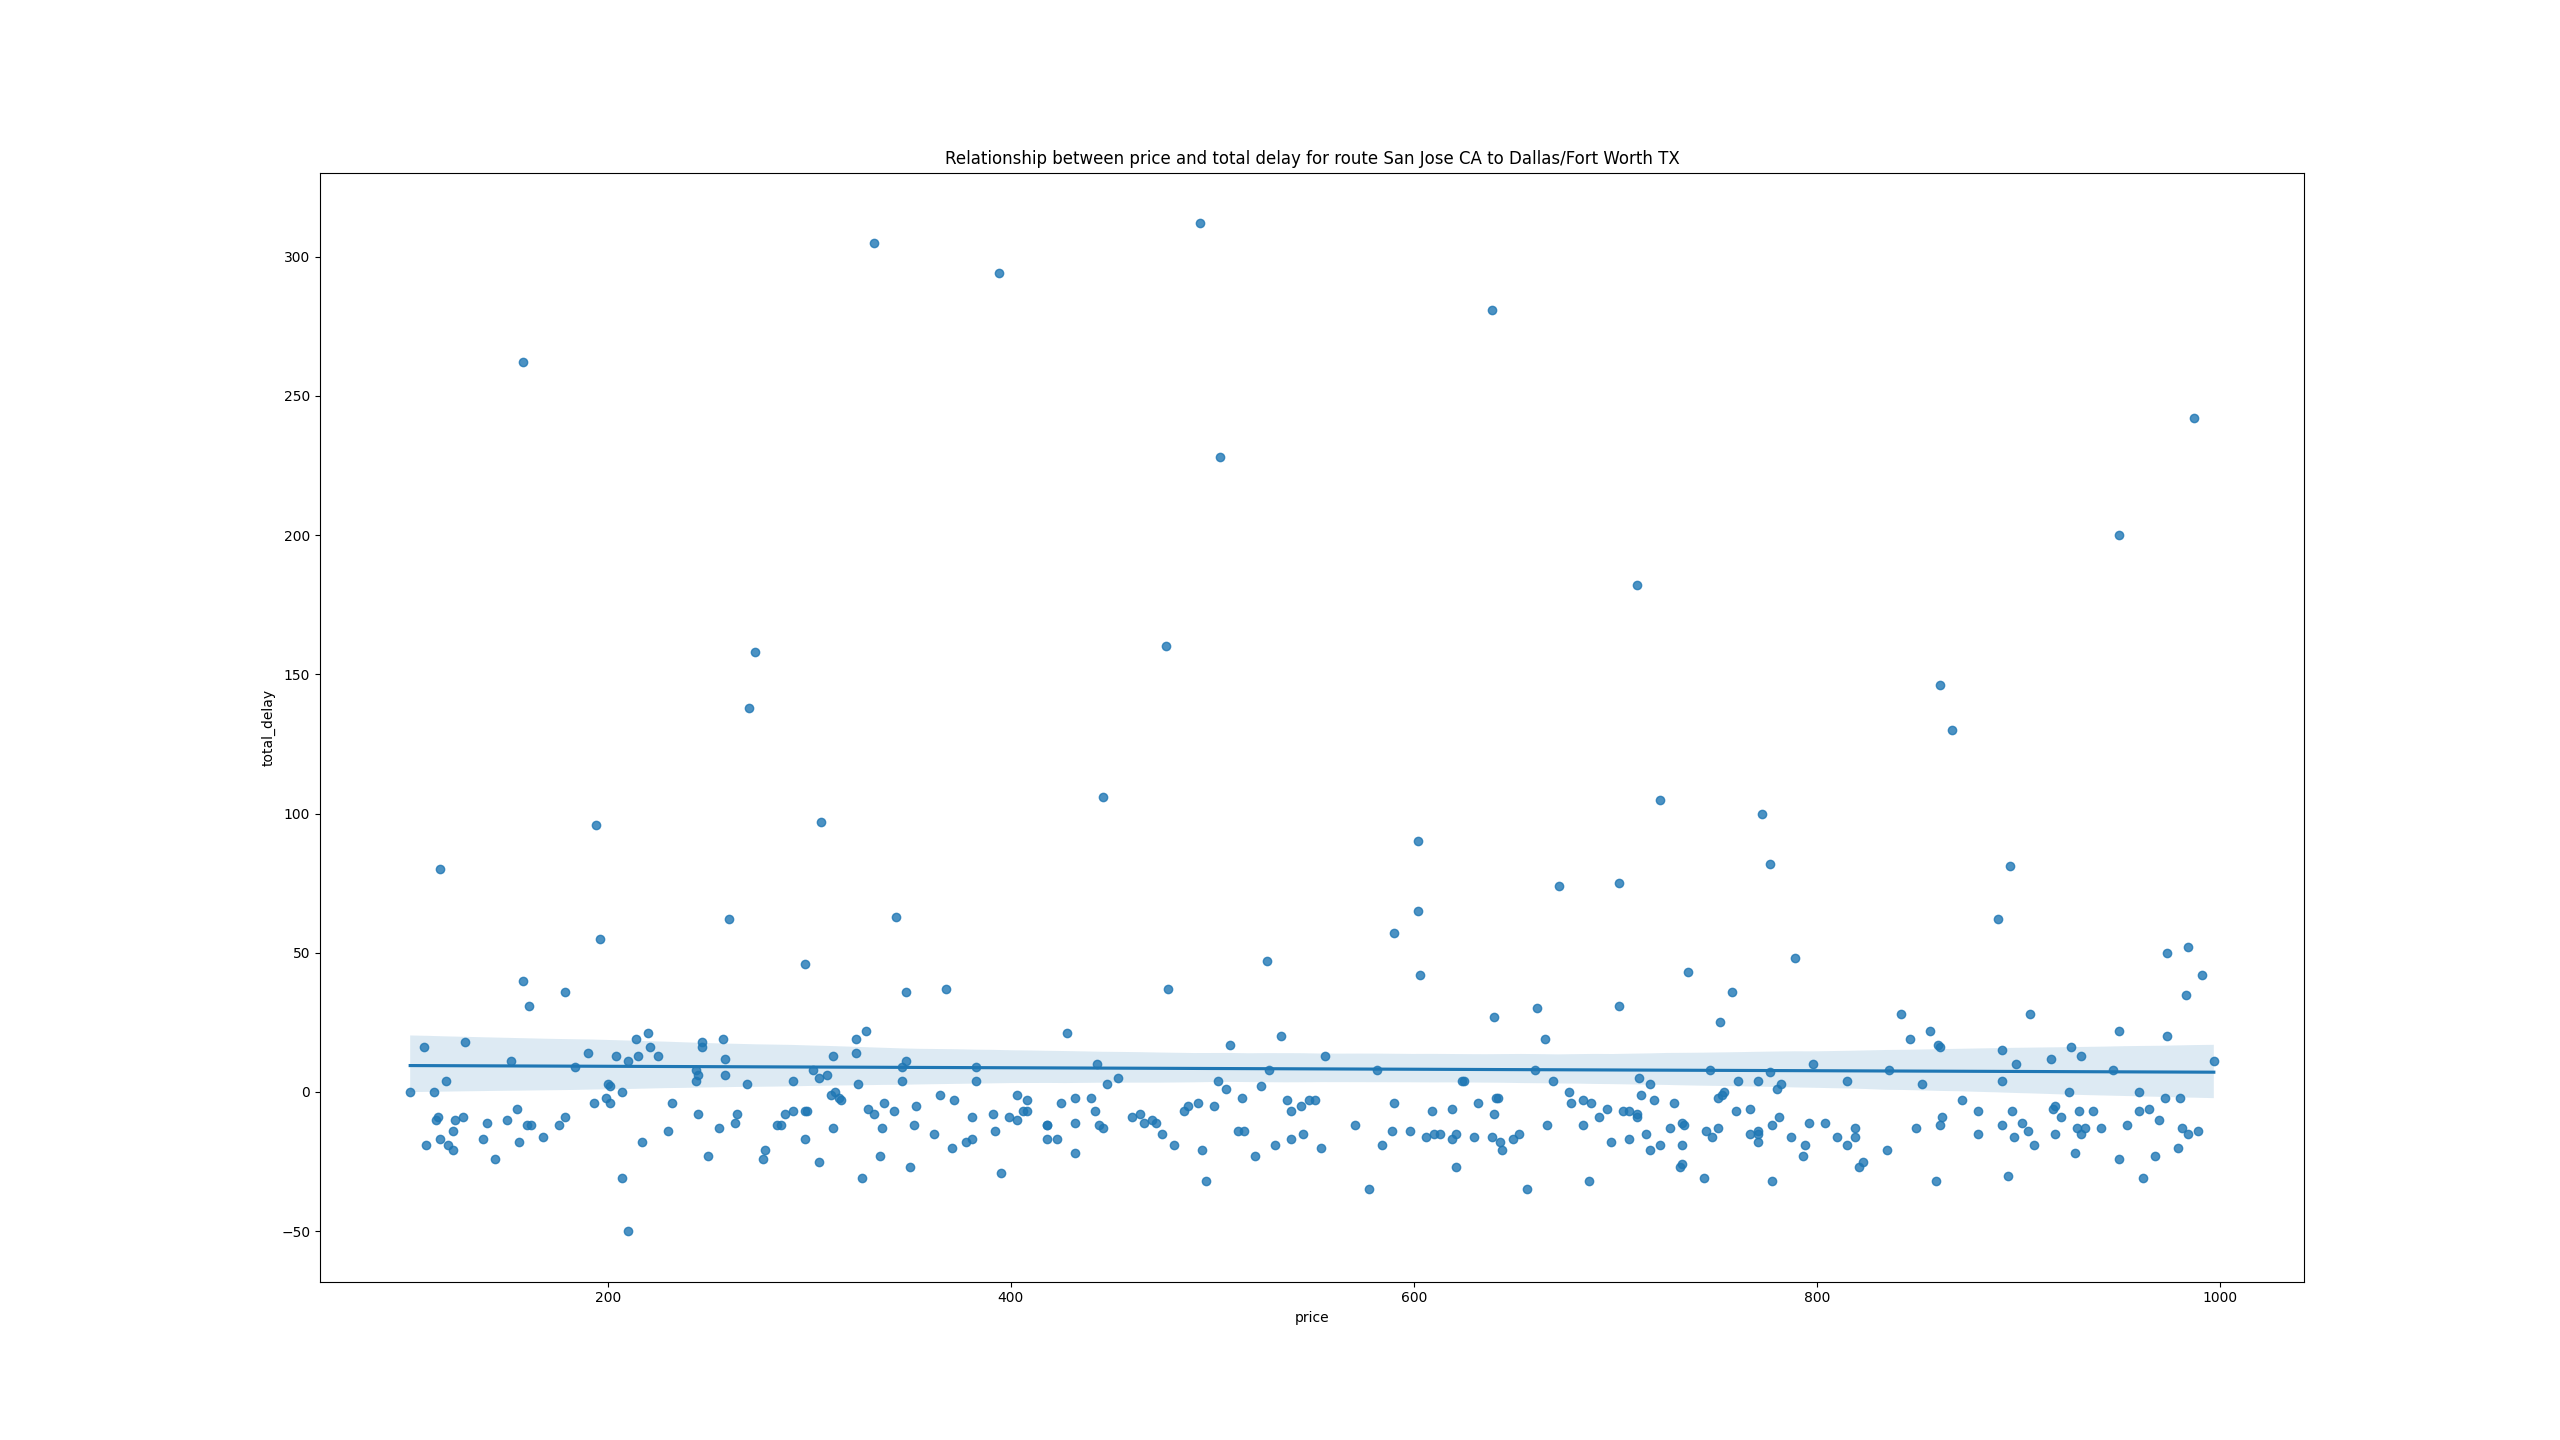 Relationship between price and total delay for route San Jose CA to Dallas/Fort Worth TX
300
250
200
150
100
50
0
−50
total_delay
200 400 600 800 1000
price